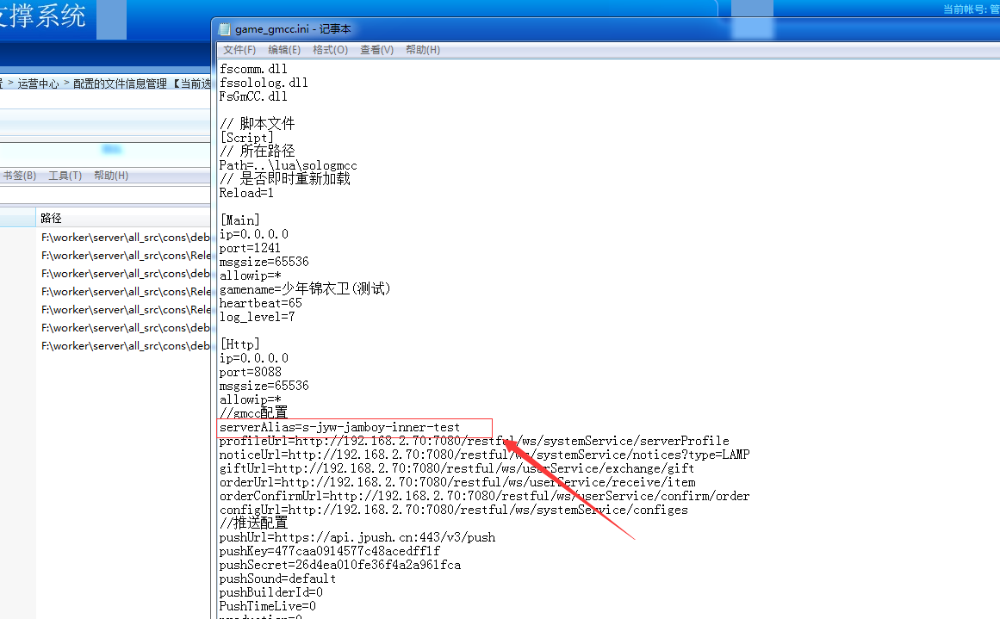 支撑系统
当前帐号: 管
> 运营中心 > 配置的文件信息管理 【当前选
书签(B) 工具(T) 帮助(H)
路径
F:\worker\server\all_src\cons\deb
F:\worker\server\all_src\cons\Rele
F:\worker\server\all_src\cons\deb
F:\worker\server\all_src\cons\Rele
F:\worker\server\all_src\cons\Rele
F:\worker\server\all_src\cons\deb
F:\worker\server\all_src\cons\deb
game_gmcc.ini - 记事本
文件(F) 编辑(E) 格式(O) 查看(V) 帮助(H)
fscomm.dll
fssololog.dll
FsGmCC.dll
// 脚本文件
[Script]
// 所在路径
Path=..\lua\sologmcc
// 是否即时重新加载
Reload=1
[Main]
ip=0.0.0.0
port=1241
msgsize=65536
allowip=*
gamename=少年锦衣卫(测试)
heartbeat=65
log_level=7
[Http]
ip=0.0.0.0
port=8088
msgsize=65536
allowip=*
//gmcc配置
serverAlias=s-jyw-jamboy-inner-test
profileUrl=http://192.168.2.70:7080/restful/ws/systemService/serverProfile
noticeUrl=http://192.168.2.70:7080/restful/ws/systemService/notices?type=LAMP
giftUrl=http://192.168.2.70:7080/restful/ws/userService/exchange/gift
orderUrl=http://192.168.2.70:7080/restful/ws/userService/receive/item
orderConfirmUrl=http://192.168.2.70:7080/restful/ws/userService/confirm/order
configUrl=http://192.168.2.70:7080/restful/ws/systemService/configes
//推送配置
pushUrl=https://api.jpush.cn:443/v3/push
pushKey=477caa0914577c48acedff1f
pushSecret=26d4ea010fe36f4a2a961fca
pushSound=default
pushBuilderId=0
PushTimeLive=0